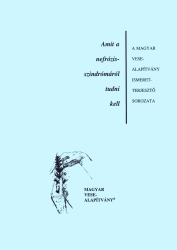 Amit a
nefrózis-
szindrómáról
tudni
kell
A MAGYAR
VESE-
ALAPÍTVÁNY
ISMERET-
TERJESZTŐ
SOROZATA
MAGYAR
VESE-
ALAPÍTVÁNY®